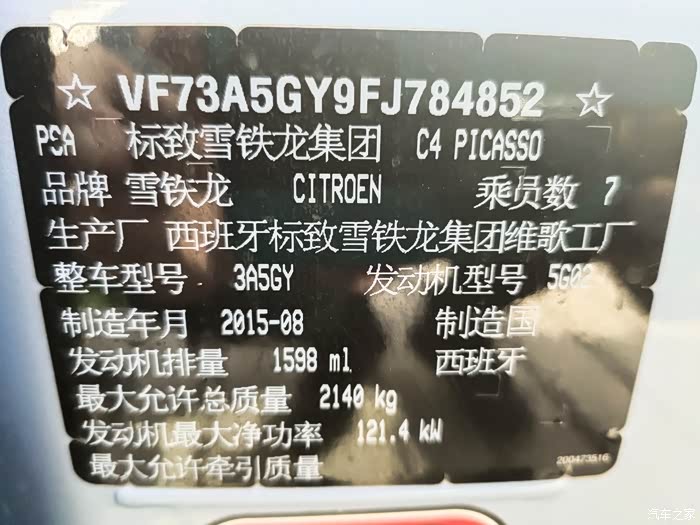 ☆ VF73A5GY9FJ784852 ☆
PSA 标致雪铁龙集团 C4 PICASSO
品牌 雪铁龙 CITROEN 乘员数 7
生产厂 西班牙标致雪铁龙集团维歌工厂
整车型号 3A5GY 发动机型号 5G02
制造年月 2015-08 制造国
发动机排量 1598 ml 西班牙
最大允许总质量 2140 kg
发动机最大净功率 121.4 kW
最大允许牵引质量
200473516
汽车之家